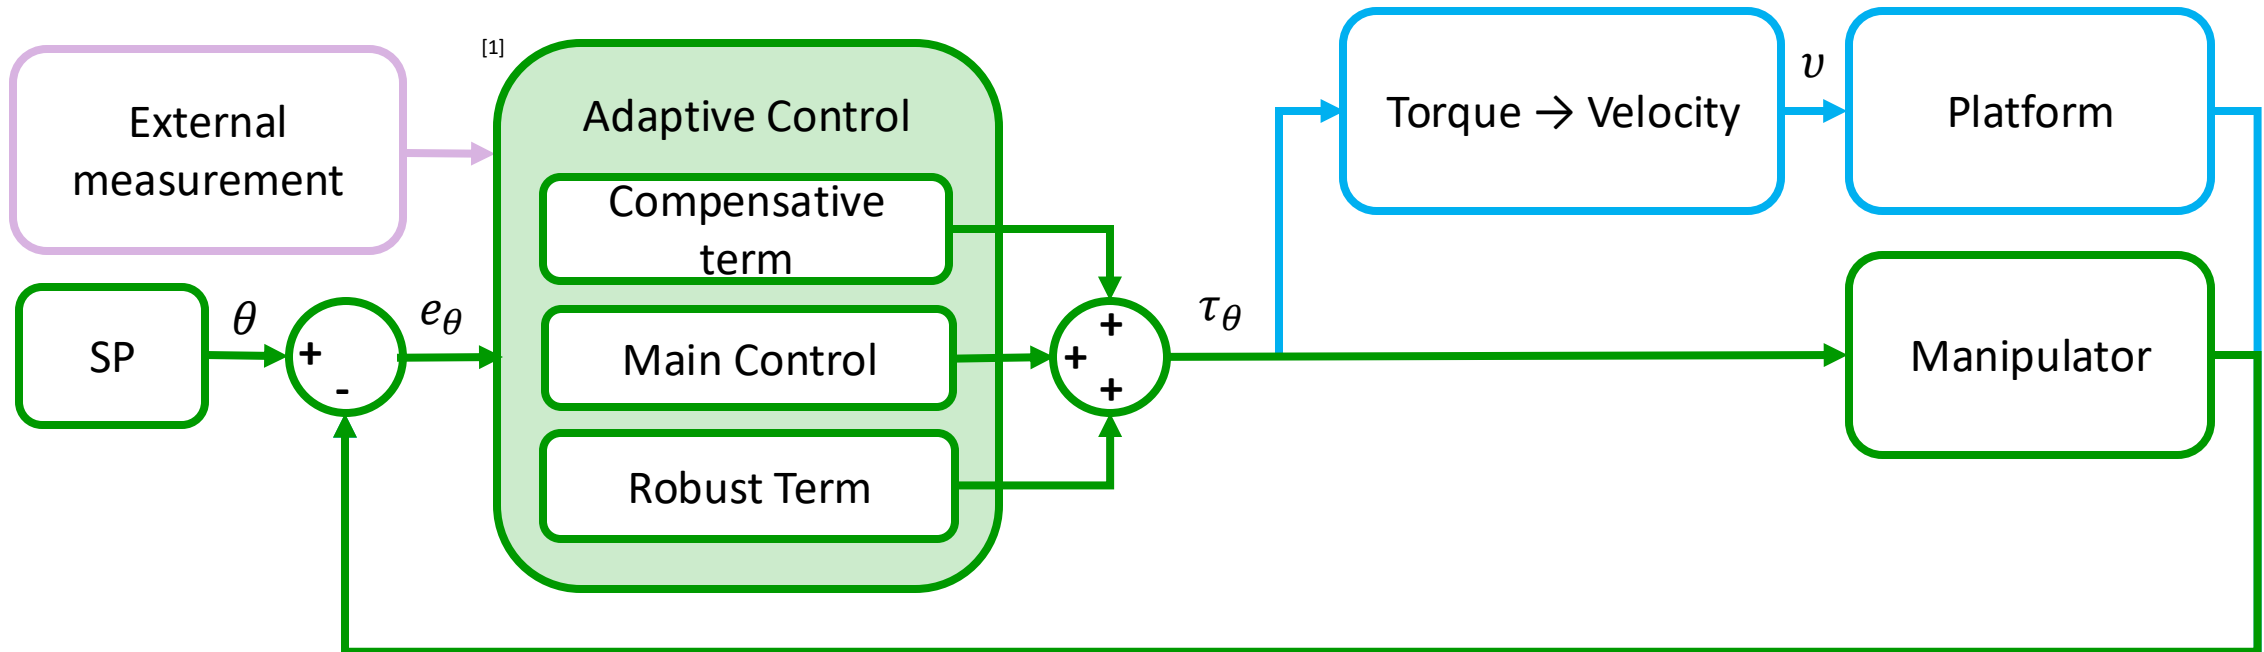 [1]
External
measurement
Adaptive Control
Compensative
term
Main Control
Robust Term
SP
θ
+
-
e_θ
+
+
+
τ_θ
Torque → Velocity
υ
Platform
Manipulator